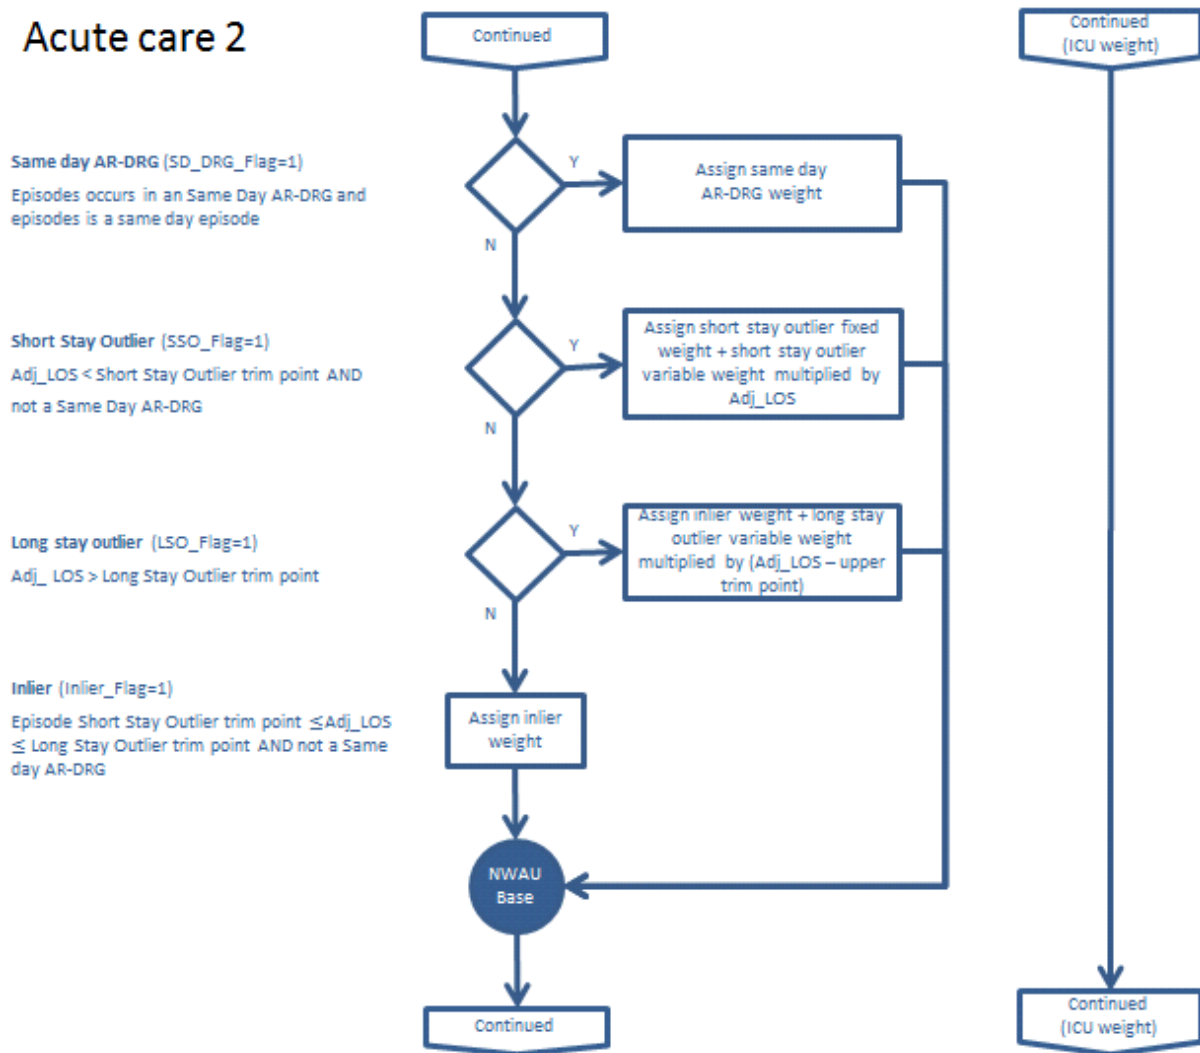 Acute care 2
Continued
Continued
(ICU weight)
Same day AR-DRG (SD_DRG_Flag=1)
Episodes occurs in an Same Day AR-DRG and
episodes is a same day episode
Y
Assign same day
AR-DRG weight
N
Short Stay Outlier (SSO_Flag=1)
Adj_LOS < Short Stay Outlier trim point AND
not a Same Day AR-DRG
Y
Assign short stay outlier fixed
weight + short stay outlier
variable weight multiplied by
Adj_LOS
N
Long stay outlier (LSO_Flag=1)
Adj_ LOS > Long Stay Outlier trim point
Y
Assign inlier weight + long stay
outlier variable weight
multiplied by (Adj_LOS – upper
trim point)
N
Inlier (Inlier_Flag=1)
Episode Short Stay Outlier trim point ≤Adj_LOS
≤ Long Stay Outlier trim point AND not a Same
day AR-DRG
Assign inlier
weight
NWAU
Base
Continued
Continued
(ICU weight)